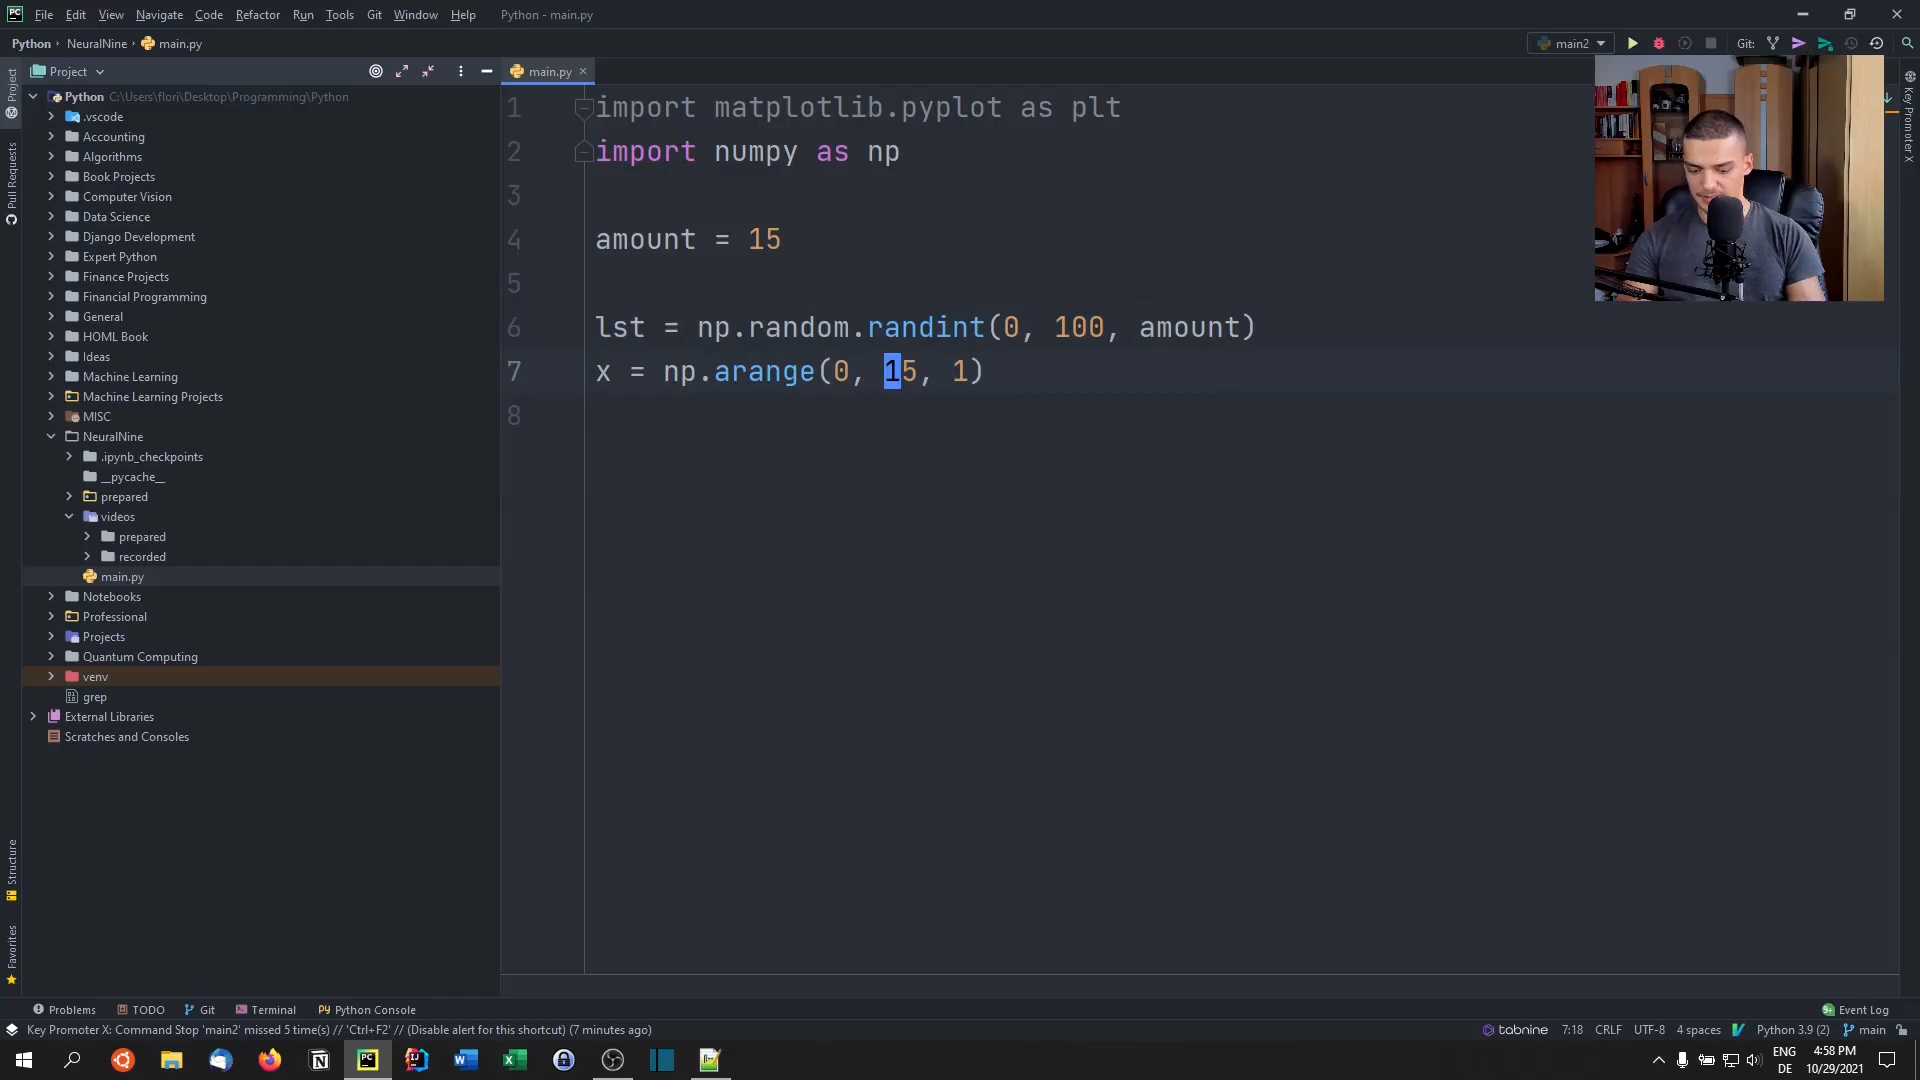 File Edit View Navigate Code Refactor Run Tools Git Window Help Python - main.py
Python NeuralNine main.py main2 Git:
Project main.py
Python C:\Users\flori\Desktop\Programming\Python
.vscode
Accounting
Algorithms
Book Projects
Computer Vision
Data Science
Django Development
Expert Python
Finance Projects
Financial Programming
General
HOML Book
Ideas
Machine Learning
Machine Learning Projects
MISC
NeuralNine
.ipynb_checkpoints
__pycache__
prepared
videos
prepared
recorded
main.py
Notebooks
Professional
Projects
Quantum Computing
venv
grep
External Libraries
Scratches and Consoles
Project
Pull Requests
Structure
Favorites
1 import matplotlib.pyplot as plt
2 import numpy as np
3
4 amount = 15
5
6 lst = np.random.randint(0, 100, amount)
7 x = np.arange(0, 15, 1)
8
Key Promoter X
Problems TODO Git Terminal Python Console Event Log
Key Promoter X: Command Stop 'main2' missed 5 time(s) // 'Ctrl+F2' // (Disable alert for this shortcut) (7 minutes ago) tabnine 7:18 CRLF UTF-8 4 spaces Python 3.9 (2) main
ENG 4:58 PM
DE 10/29/2021